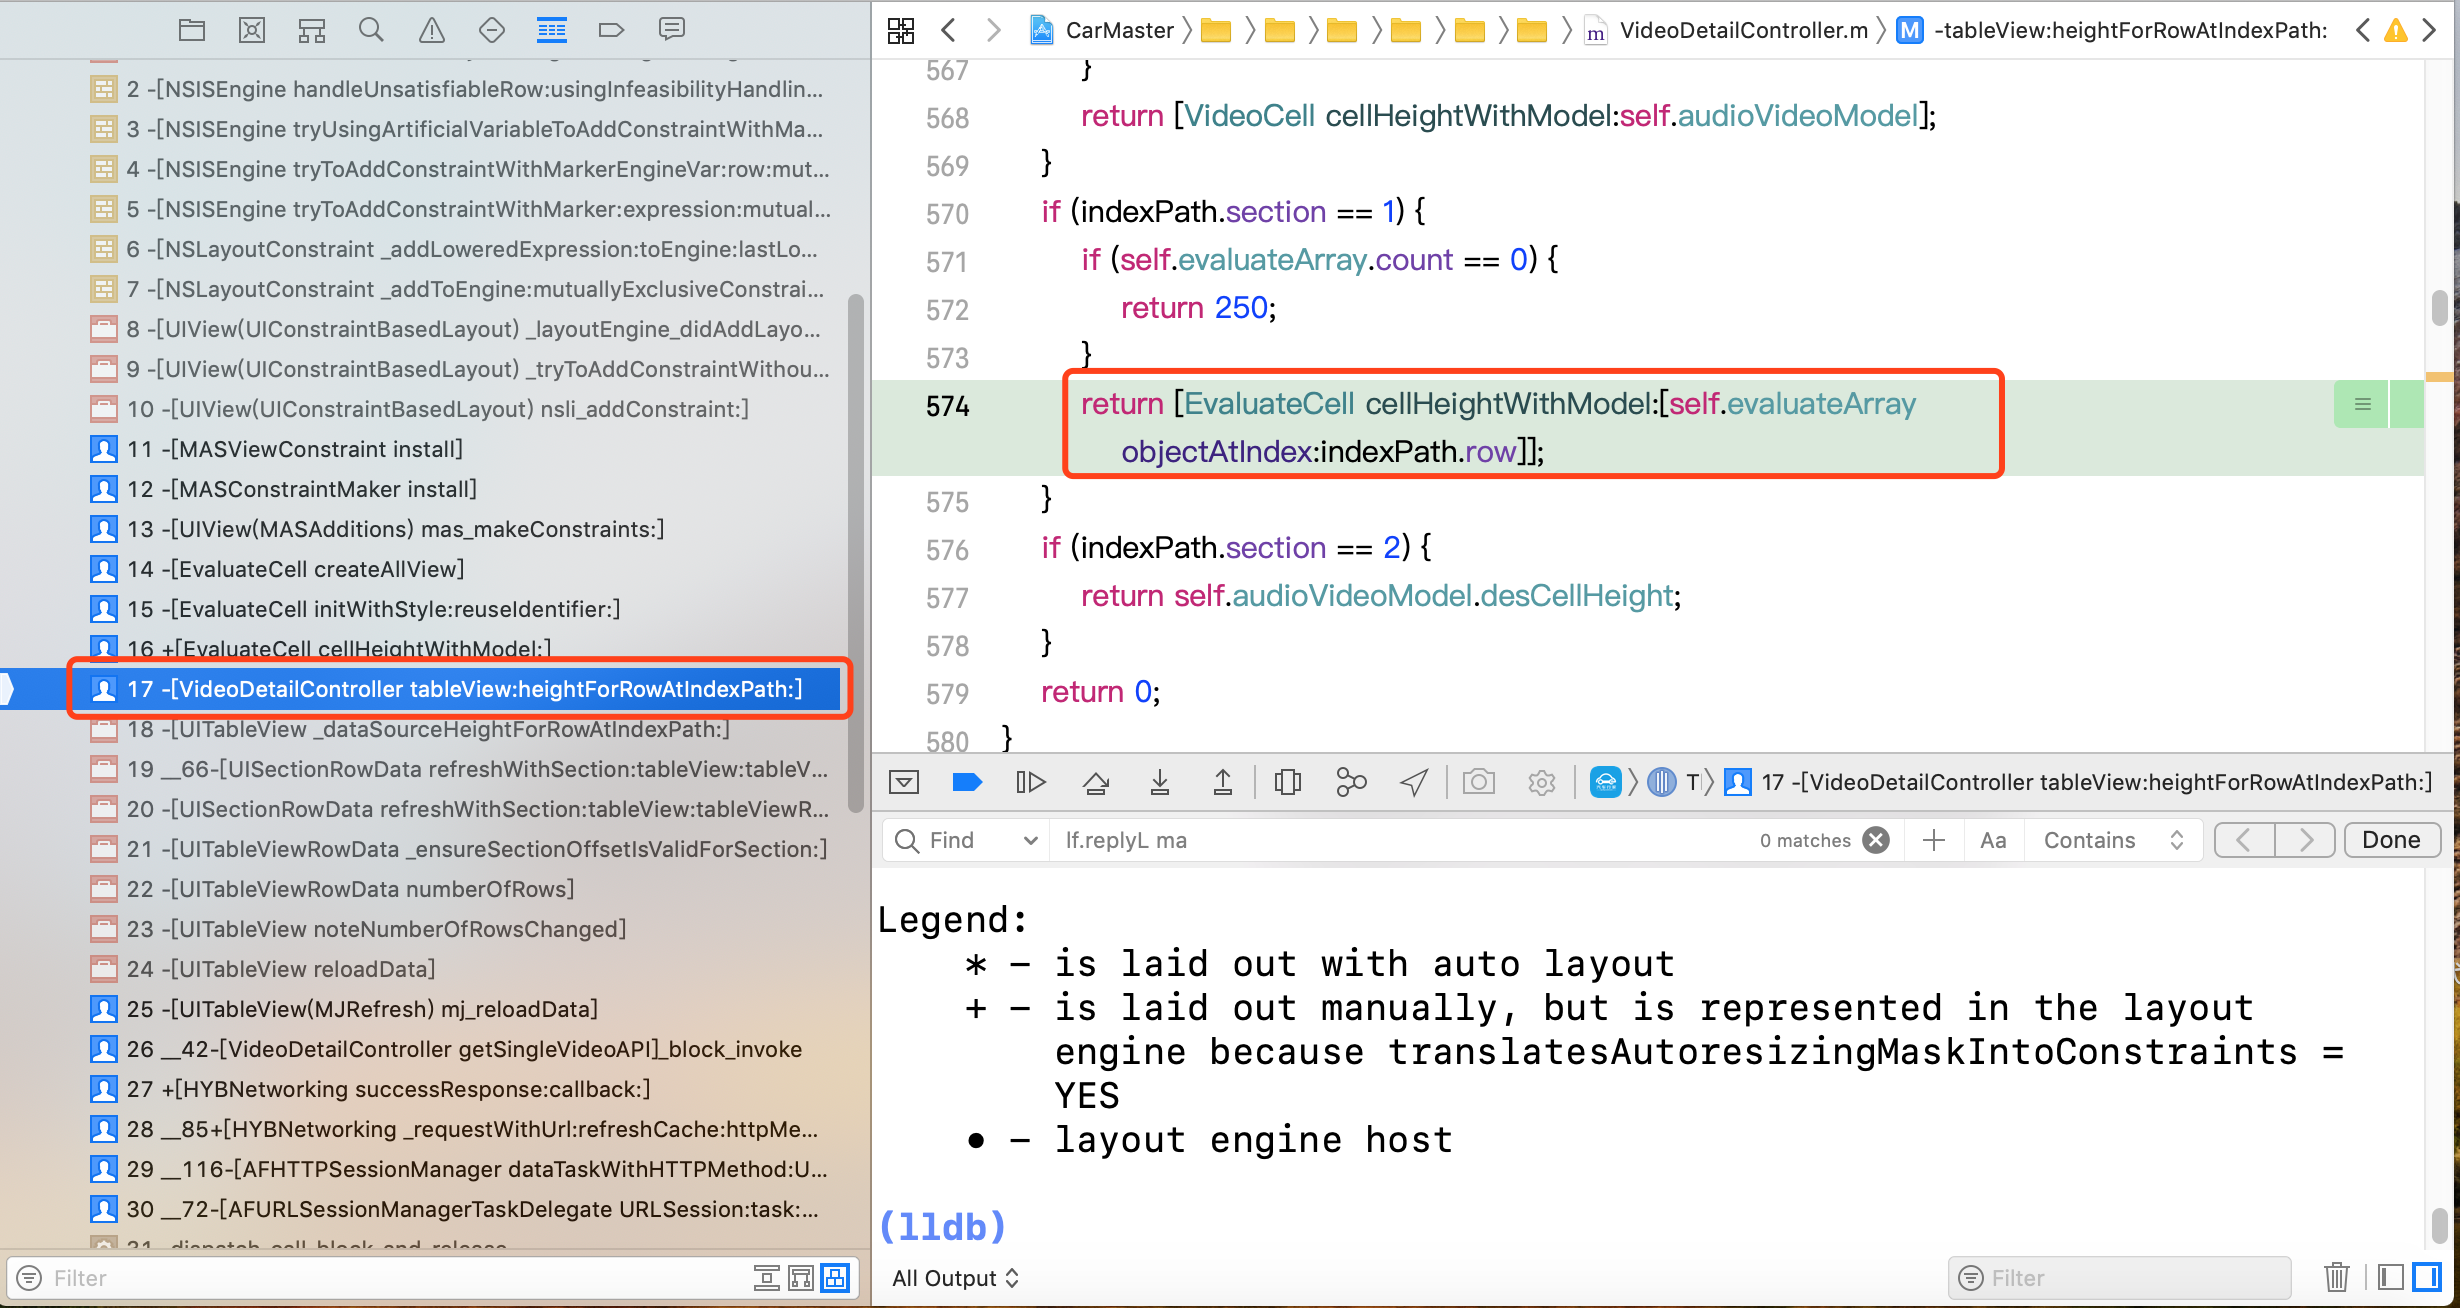 2 -[NSISEngine handleUnsatisfiableRow:usingInfeasibilityHandlin...
3 -[NSISEngine tryUsingArtificialVariableToAddConstraintWithMa...
4 -[NSISEngine tryToAddConstraintWithMarkerEngineVar:row:mut...
5 -[NSISEngine tryToAddConstraintWithMarker:expression:mutual...
6 -[NSLayoutConstraint _addLoweredExpression:toEngine:lastLo...
7 -[NSLayoutConstraint _addToEngine:mutuallyExclusiveConstrai...
8 -[UIView(UIConstraintBasedLayout) _layoutEngine_didAddLayo...
9 -[UIView(UIConstraintBasedLayout) _tryToAddConstraintWithou...
10 -[UIView(UIConstraintBasedLayout) nsli_addConstraint:]
11 -[MASViewConstraint install]
12 -[MASConstraintMaker install]
13 -[UIView(MASAdditions) mas_makeConstraints:]
14 -[EvaluateCell createAllView]
15 -[EvaluateCell initWithStyle:reuseIdentifier:]
16 +[EvaluateCell cellHeightWithModel:]
17 -[VideoDetailController tableView:heightForRowAtIndexPath:]
18 -[UITableView _dataSourceHeightForRowAtIndexPath:]
19 __66-[UISectionRowData refreshWithSection:tableView:tableV...
20 -[UISectionRowData refreshWithSection:tableView:tableViewR...
21 -[UITableViewRowData _ensureSectionOffsetIsValidForSection:]
22 -[UITableViewRowData numberOfRows]
23 -[UITableView noteNumberOfRowsChanged]
24 -[UITableView reloadData]
25 -[UITableView(MJRefresh) mj_reloadData]
26 __42-[VideoDetailController getSingleVideoAPI]_block_invoke
27 +[HYBNetworking successResponse:callback:]
28 __85+[HYBNetworking _requestWithUrl:refreshCache:httpMe...
29 __116-[AFHTTPSessionManager dataTaskWithHTTPMethod:U...
30 __72-[AFURLSessionManagerTaskDelegate URLSession:task:...
31 _dispatch_call_block_and_release
Filter
CarMaster
m VideoDetailController.m
M -tableView:heightForRowAtIndexPath:
567 }
568 return [VideoCell cellHeightWithModel:self.audioVideoModel];
569 }
570 if (indexPath.section == 1) {
571 if (self.evaluateArray.count == 0) {
572 return 250;
573 }
574 return [EvaluateCell cellHeightWithModel:[self.evaluateArray
objectAtIndex:indexPath.row]];
575 }
576 if (indexPath.section == 2) {
577 return self.audioVideoModel.desCellHeight;
578 }
579 return 0;
580 }
17 -[VideoDetailController tableView:heightForRowAtIndexPath:]
Find lf.replyL ma 0 matches Aa Contains Done
Legend:
* - is laid out with auto layout
+ - is laid out manually, but is represented in the layout
engine because translatesAutoresizingMaskIntoConstraints =
YES
• - layout engine host
(lldb)
All Output
Filter